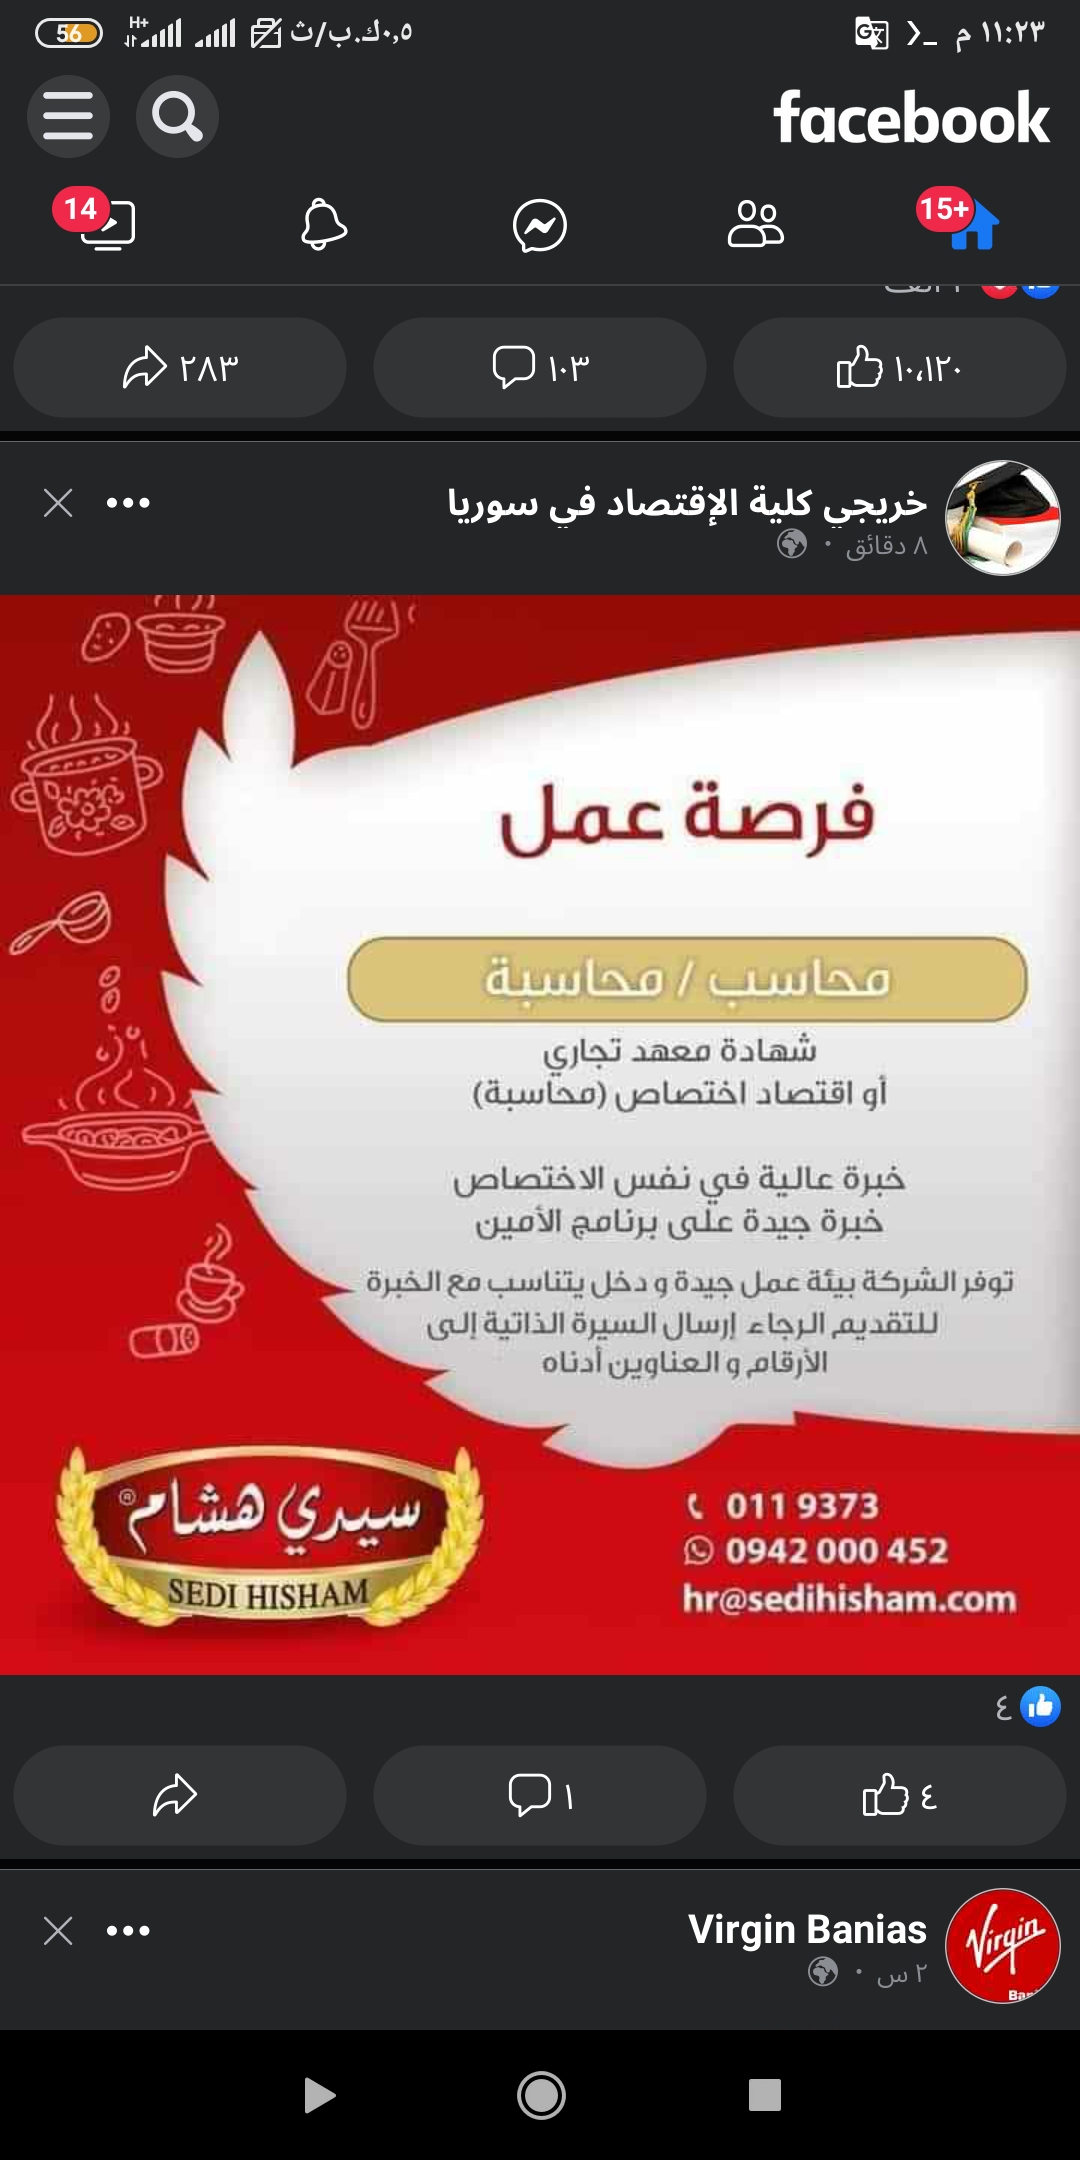 56 H+ ٠,٥ك.ب/ث ١١:٢٣ م
facebook
14 15+
٢٨٣ ١٠٣ ١٠،١٢٠
خريجي كلية الإقتصاد في سوريا
٨ دقائق ·
فرصة عمل
محاسب / محاسبة
شهادة معهد تجاري
أو اقتصاد اختصاص (محاسبة)
خبرة عالية في نفس الاختصاص
خبرة جيدة على برنامج الأمين
توفر الشركة بيئة عمل جيدة و دخل يتناسب مع الخبرة
للتقديم الرجاء إرسال السيرة الذاتية إلى
الأرقام و العناوين أدناه
سيدي هشام ®
SEDI HISHAM
011 9373
0942 000 452
hr@sedihisham.com
٤
١ ٤
Virgin Banias
٢ س ·
Virgin